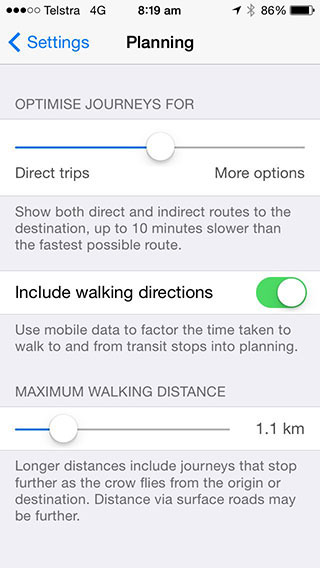 Telstra 4G 8:19 am 86%
Settings Planning
OPTIMISE JOURNEYS FOR
Direct trips More options
Show both direct and indirect routes to the
destination, up to 10 minutes slower than
the fastest possible route.
Include walking directions
Use mobile data to factor the time taken to
walk to and from transit stops into planning.
MAXIMUM WALKING DISTANCE
1.1 km
Longer distances include journeys that stop
further as the crow flies from the origin or
destination. Distance via surface roads may
be further.